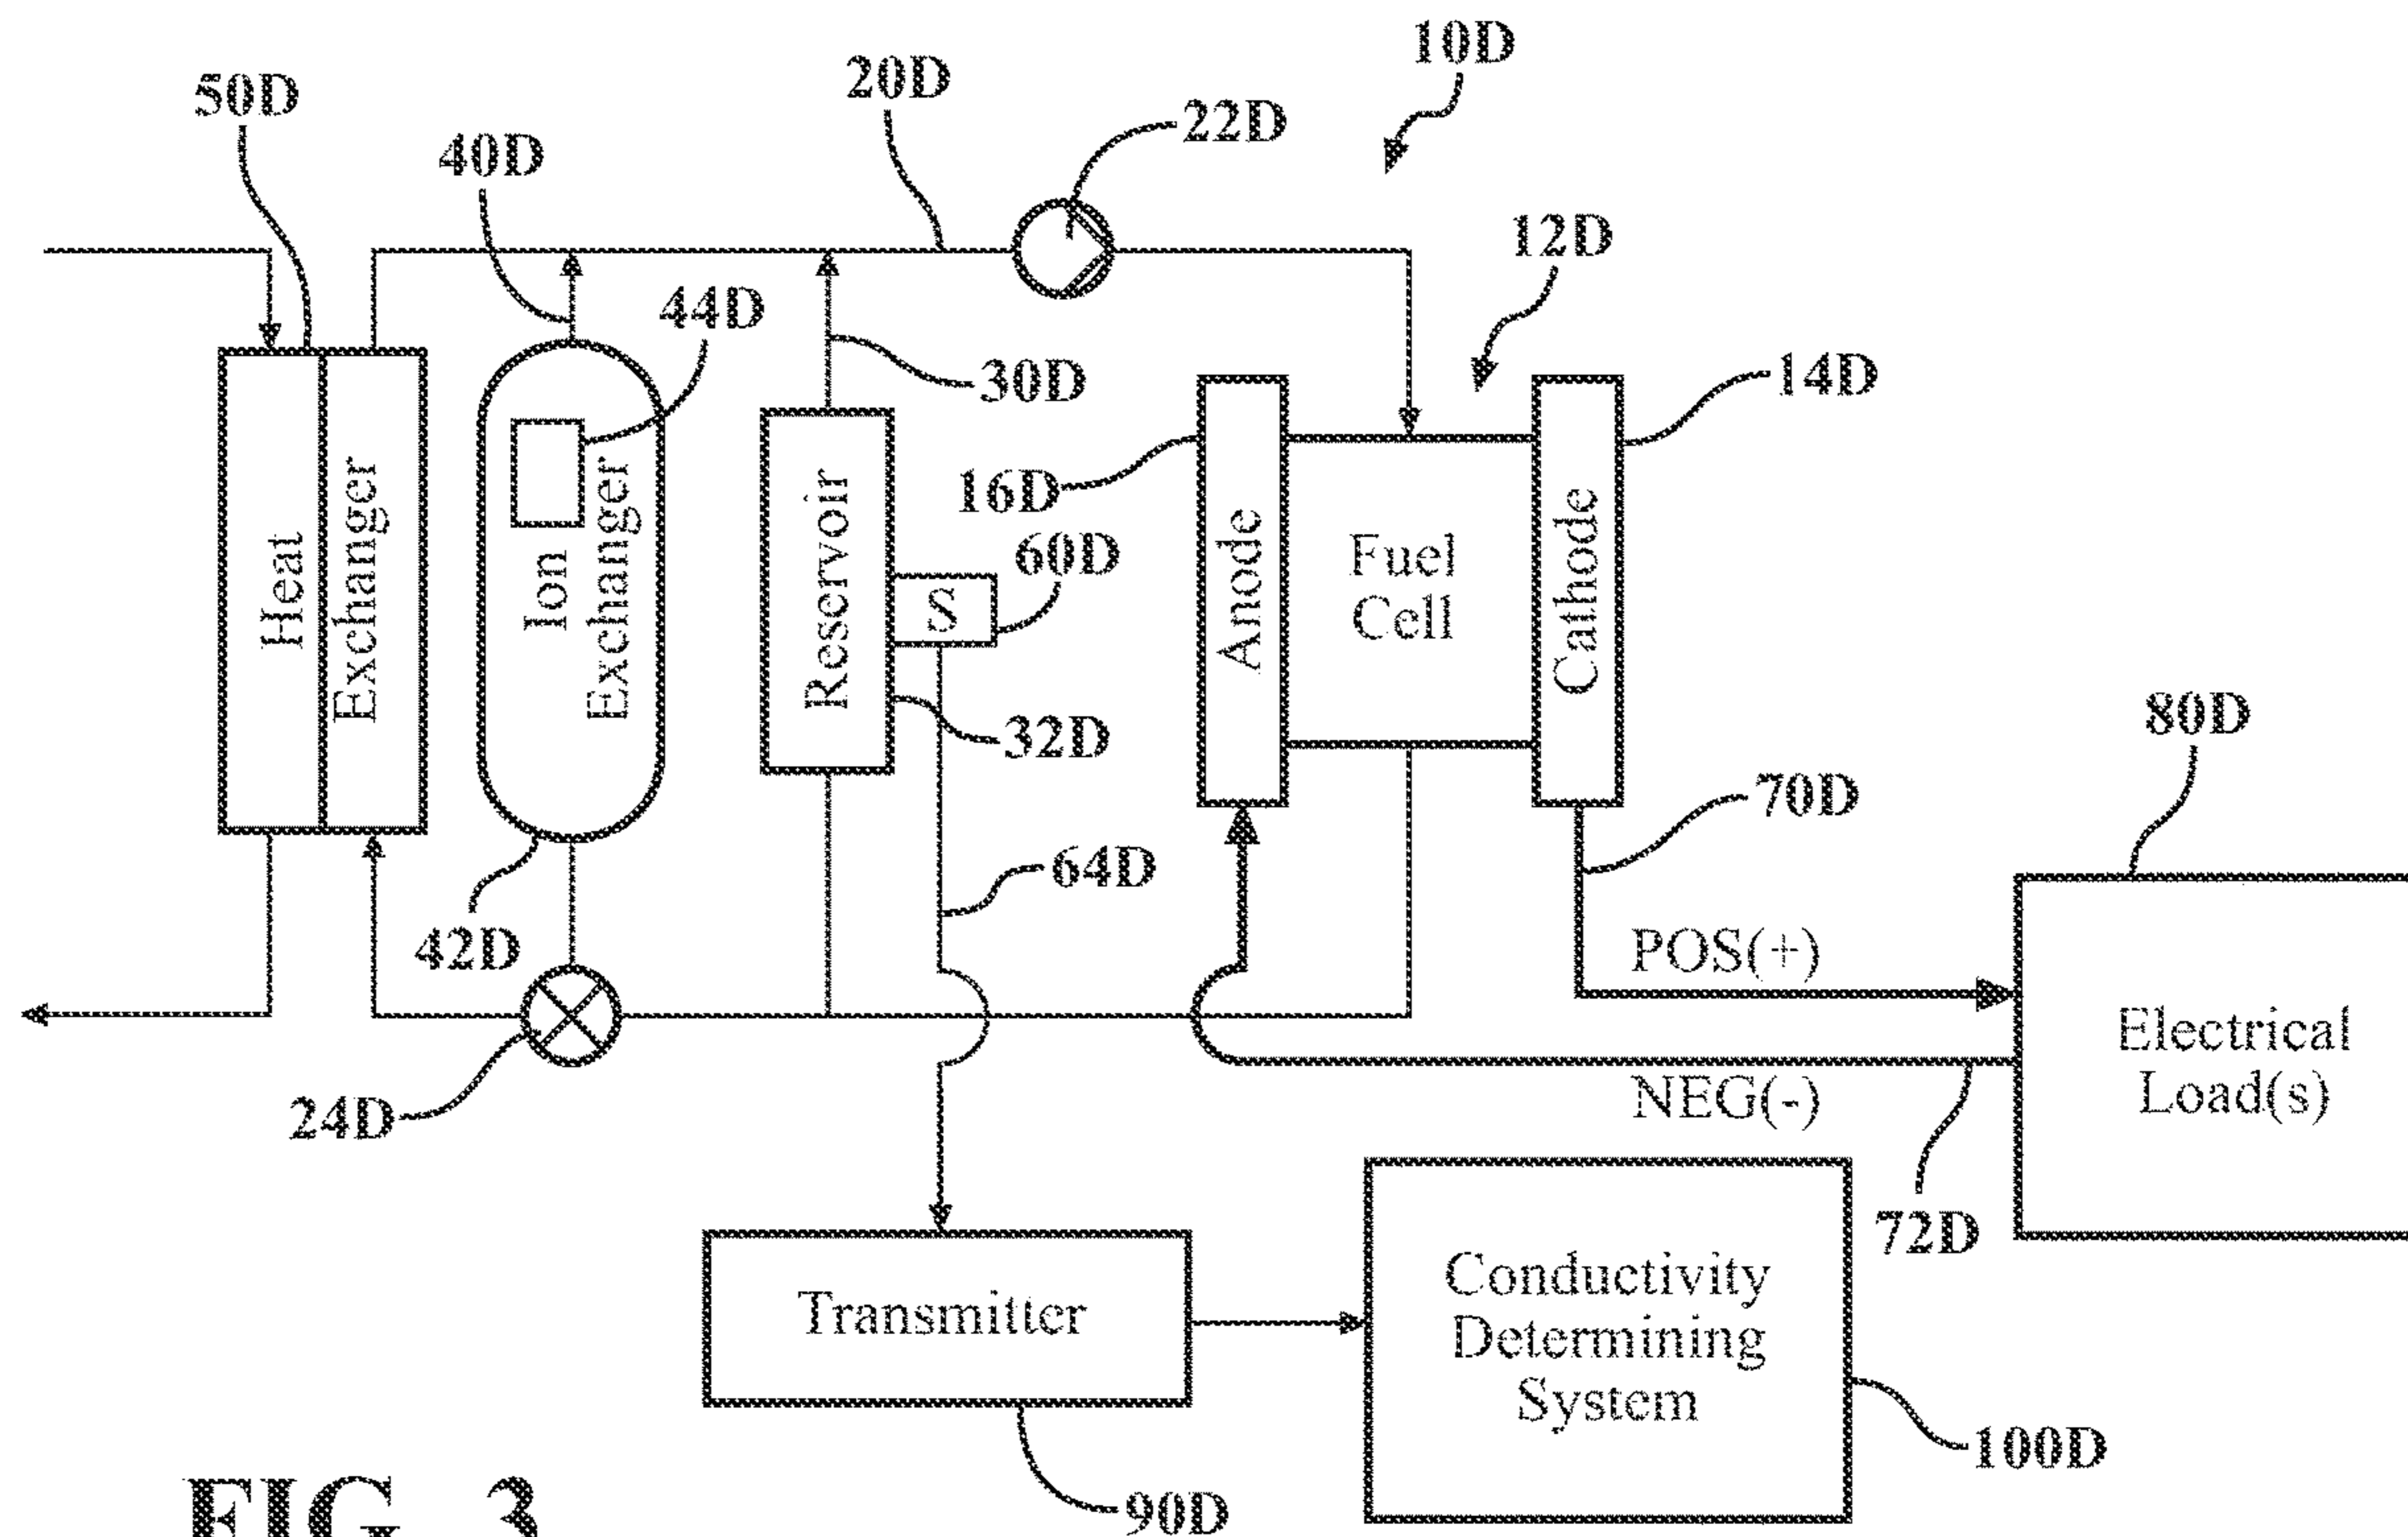 10D
20D
50D
22D
40D
12D
44D
30D
14D
16D
Heat
Exchanger
Ion
Exchanger
Reservoir
S
60D
Anode
Fuel
Cell
Cathode
32D
80D
70D
64D
42D
POS(+)
Electrical
Load(s)
24D
NEG(-)
72D
Transmitter
Conductivity
Determining
System
100D
90D
FIG. 3